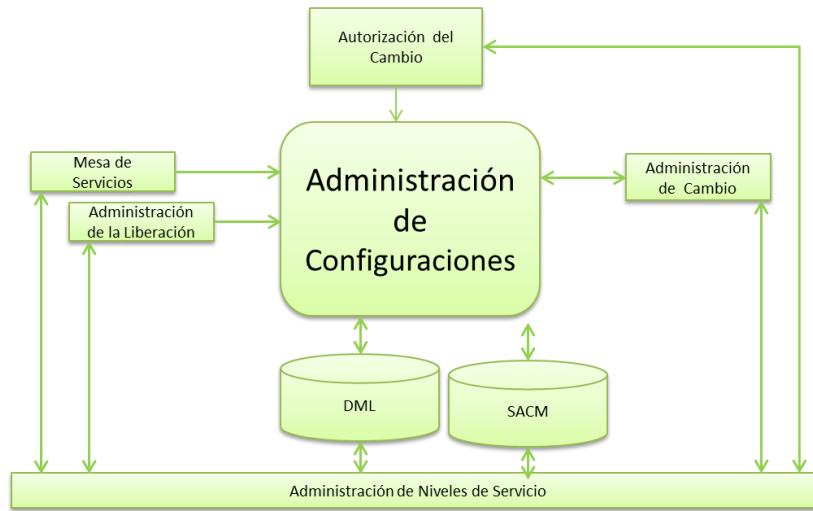 Autorización del
Cambio
Mesa de
Servicios
Administración
de la Liberación
Administración
de
Configuraciones
Administración
de Cambio
DML
SACM
Administración de Niveles de Servicio